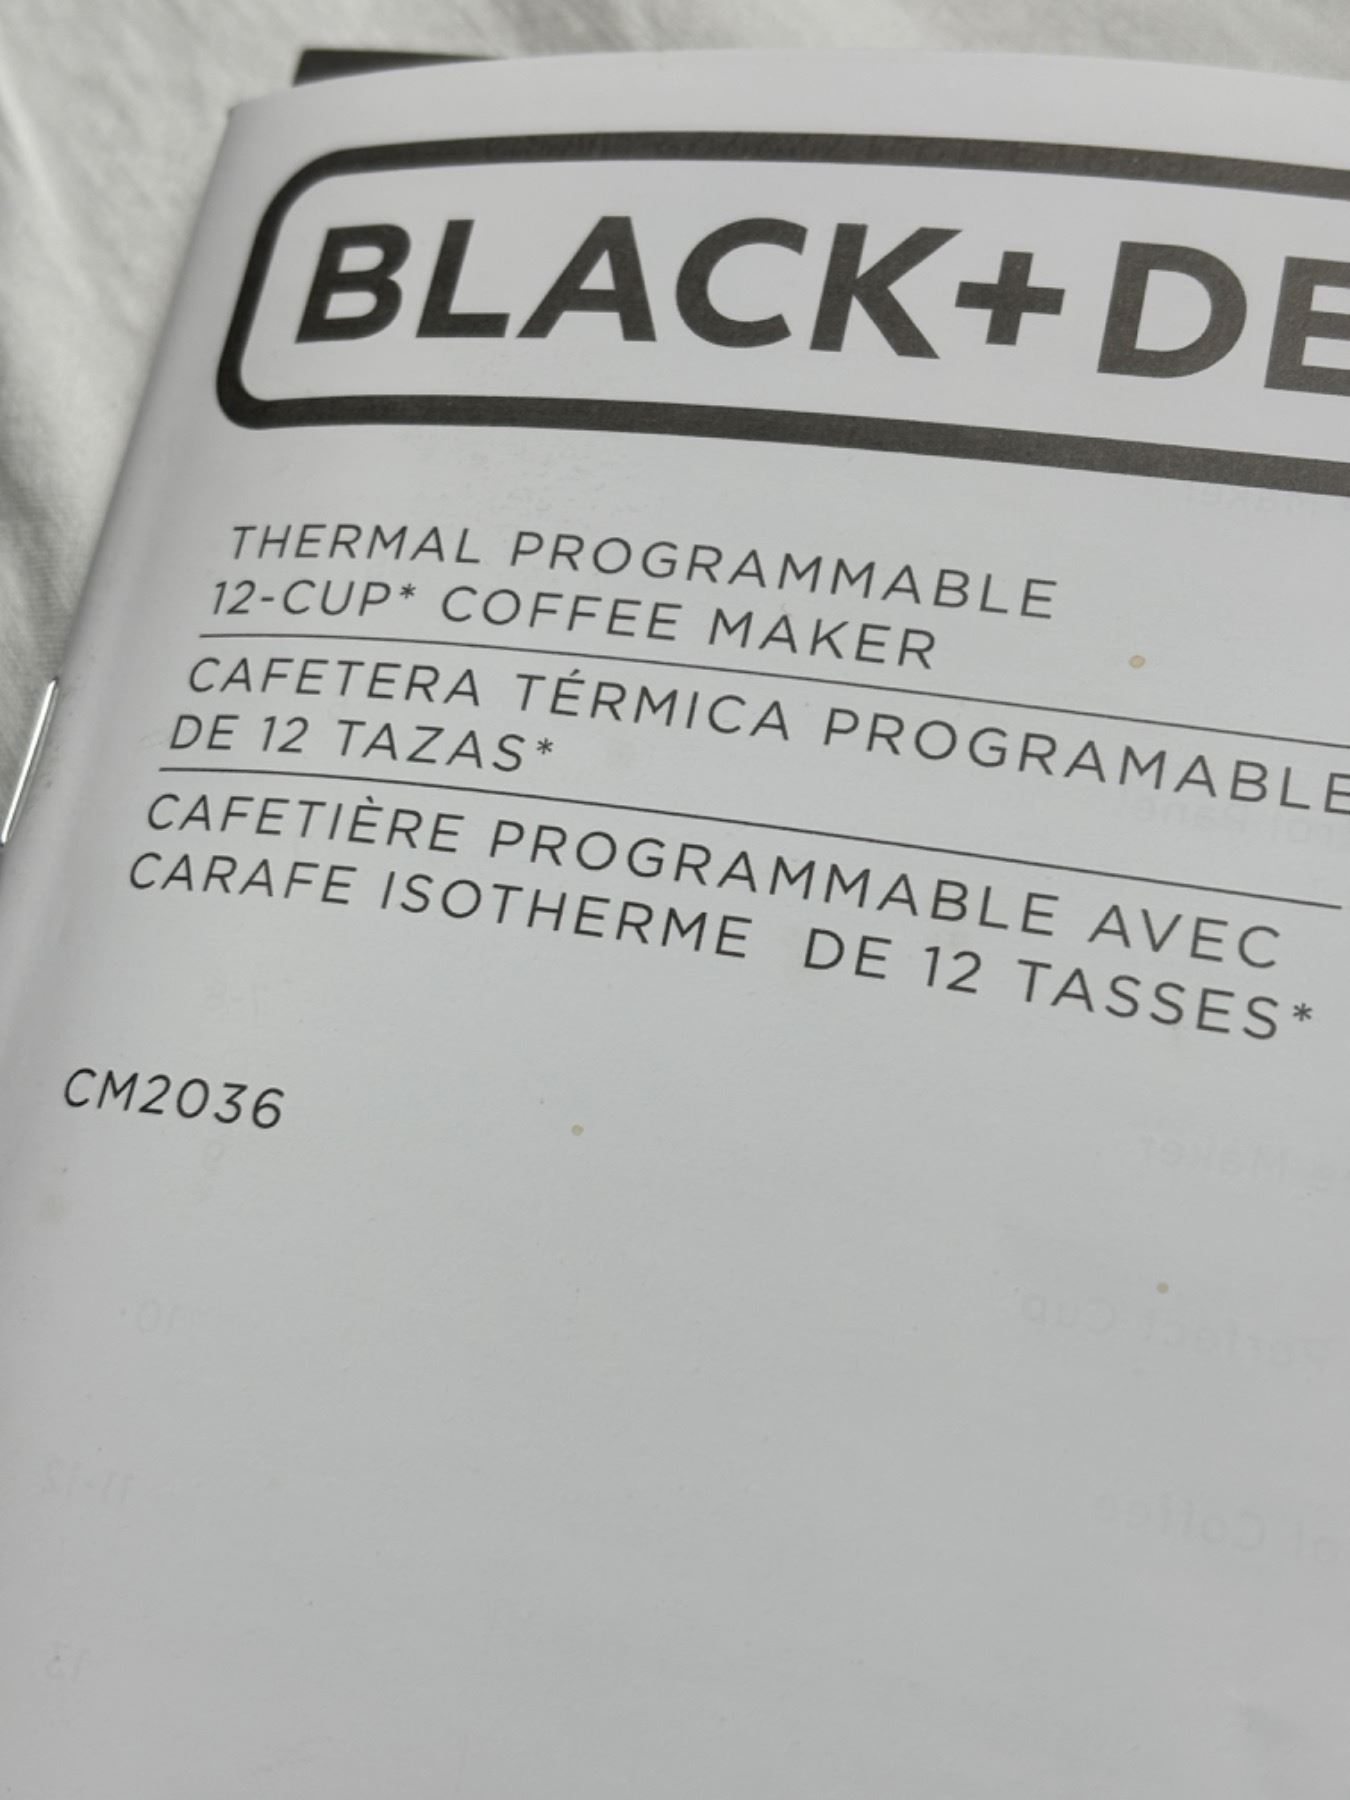 BLACK+DE
THERMAL PROGRAMMABLE
12-CUP* COFFEE MAKER
CAFETERA TÉRMICA PROGRAMABLE
DE 12 TAZAS*
CAFETIÈRE PROGRAMMABLE AVEC
CARAFE ISOTHERME DE 12 TASSES*
CM2036